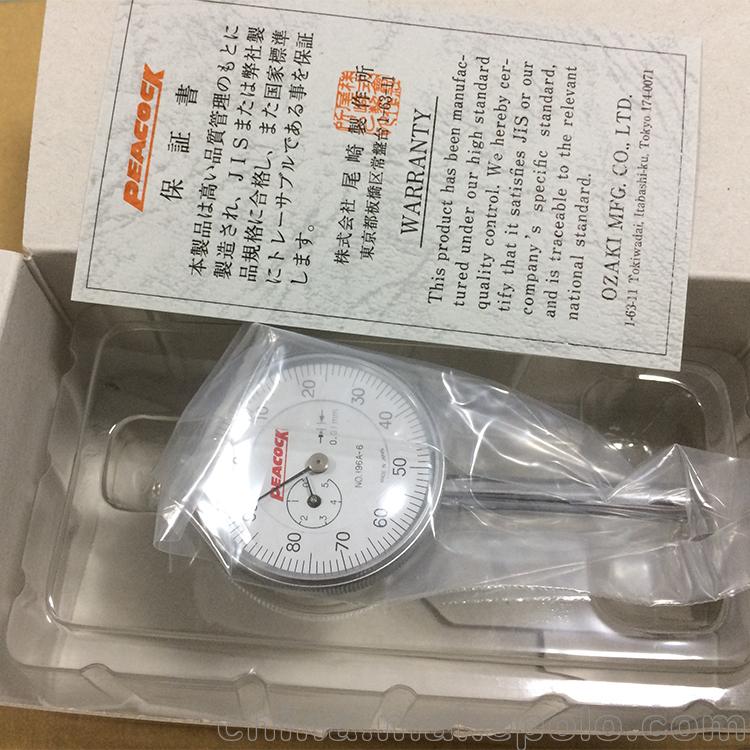 PEACOCK
保証書
本製品は高い品質管理のもとに
製造され、JISまたは弊社製
品規格に合格し、また国家標準
にトレーサブルである事を保証
します。
株式会社 尾崎製作所
東京都板橋区常盤台1-63-11
WARRANTY
This product has been manufac-
tured under our high standard
quality control. We hereby cer-
tify that it satisfies JIS or our
company's specific standard,
and is traceable to the relevant
national standard.
OZAKI MFG. CO., LTD.
1-63-11 Tokiwadai, Itabashi-ku, Tokyo 174-0071
PEACOCK
0.01 mm
NO.196A-6
MADE IN JAPAN
10
20
30
40
50
60
70
80
0
1
2
3
4
5
china.makepolo.com